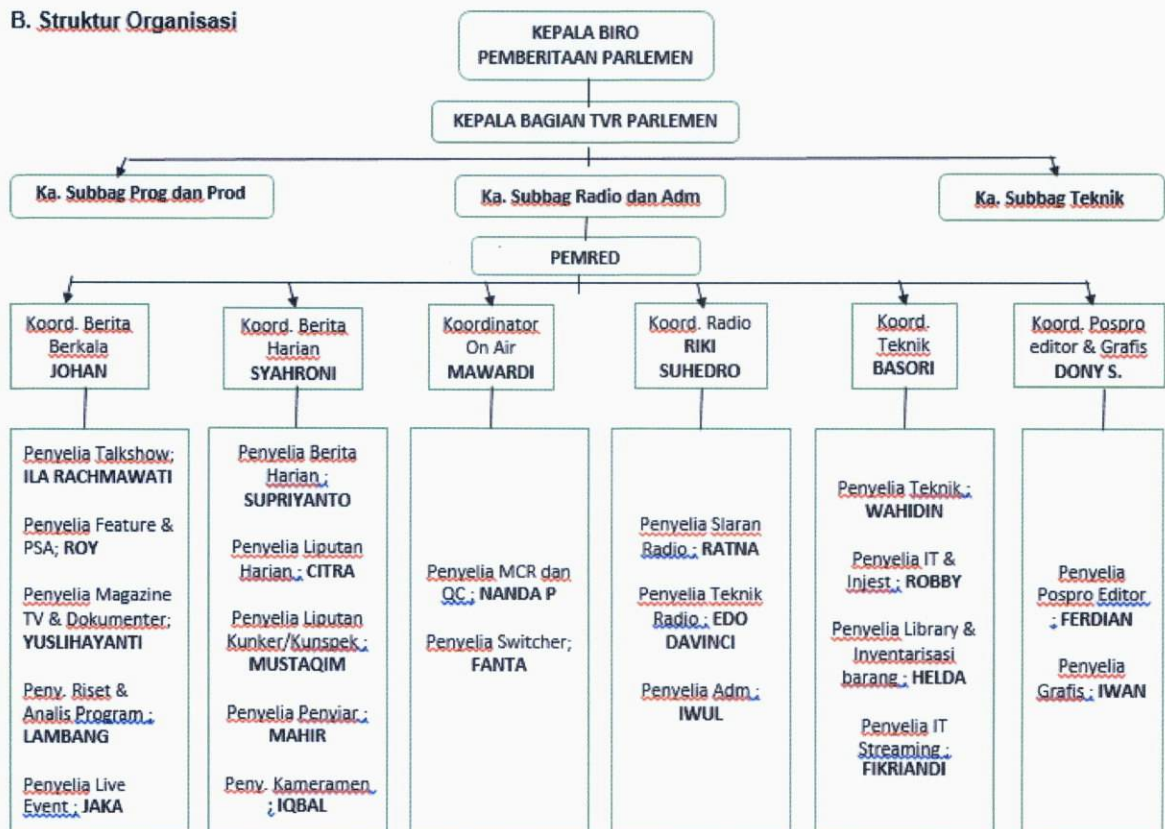 B. Struktur Organisasi
KEPALA BIRO
PEMBERITAAN PARLEMEN
KEPALA BAGIAN TVR PARLEMEN
Ka. Subbag Prog dan Prod
Ka. Subbag Radio dan Adm
Ka. Subbag Teknik
PEMRED
Koord. Berita
Berkala
JOHAN
Koord. Berita
Harian
SYAHRONI
Koordinator
On Air
MAWARDI
Koord. Radio
RIKI
SUHEDRO
Koord.
Teknik
BASORI
Koord. Pospro
editor & Grafis
DONY S.
Penyelia Talkshow;
ILA RACHMAWATI
Penyelia Feature &
PSA; ROY
Penyelia Magazine
TV & Dokumenter;
YUSLIHAYANTI
Peny. Riset &
Analis Program ;
LAMBANG
Penyelia Live
Event ; JAKA
Penyelia Berita
Harian ;
SUPRIYANTO
Penyelia Liputan
Harian ; CITRA
Penyelia Liputan
Kunker/Kunspek ;
MUSTAQIM
Penyelia Penyiar ;
MAHIR
Peny. Kameramen
; IQBAL
Penyelia MCR dan
QC ; NANDA P
Penyelia Switcher;
FANTA
Penyelia SIaran
Radio ; RATNA
Penyelia Teknik
Radio ; EDO
DAVINCI
Penyelia Adm ;
IWUL
Penyelia Teknik ;
WAHIDIN
Penyelia IT &
Injest ; ROBBY
Penyelia Library &
Inventarisasi
barang ; HELDA
Penyelia IT
Streaming ;
FIKRIANDI
Penyelia
Pospro Editor
; FERDIAN
Penyelia
Grafis ; IWAN